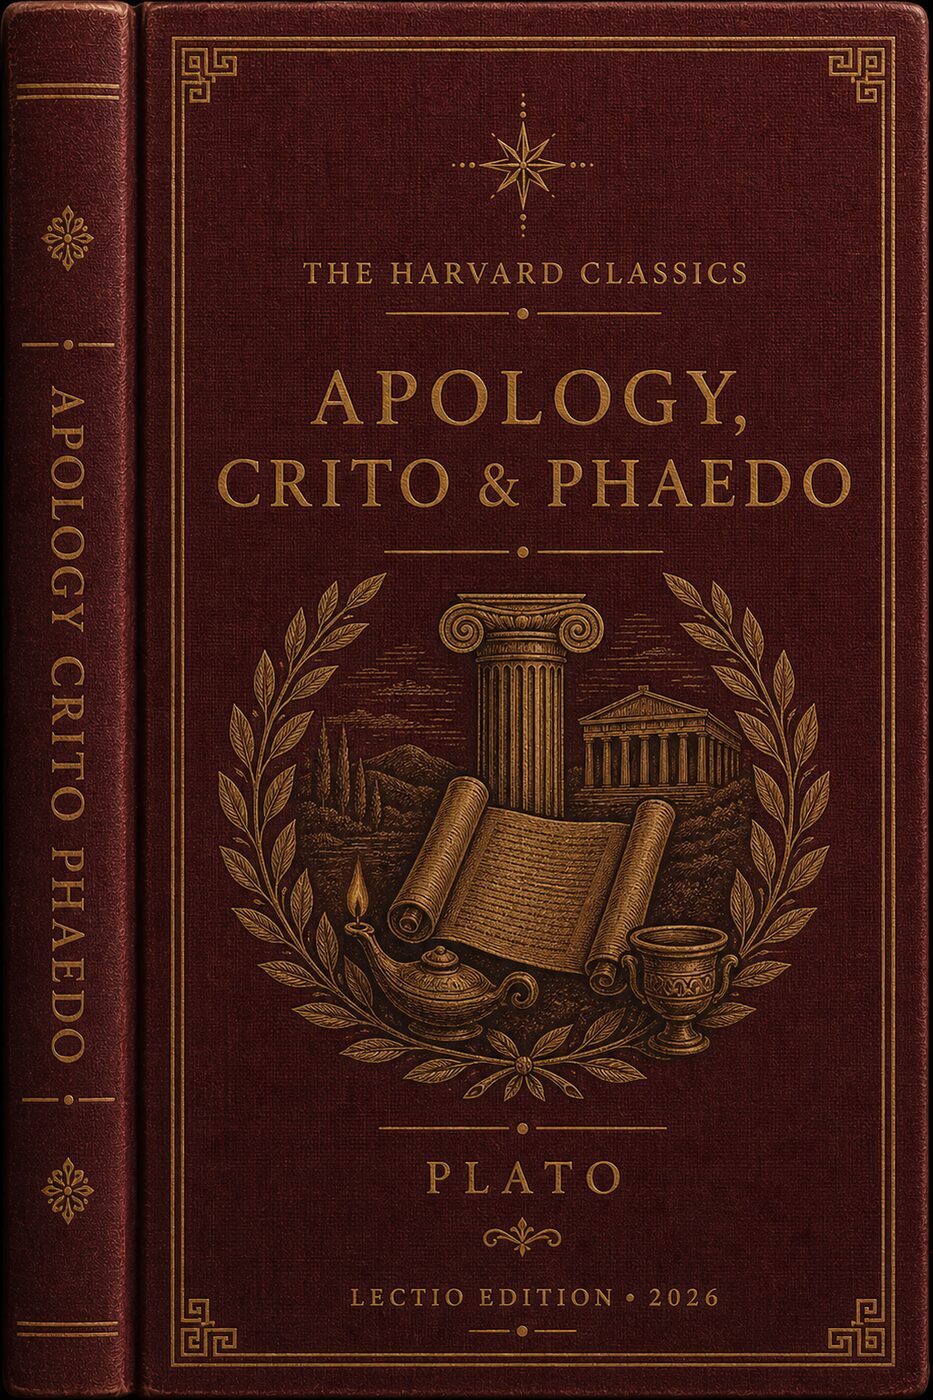 APOLOGY CRITO PHAEDO
THE HARVARD CLASSICS
APOLOGY,
CRITO & PHAEDO
PLATO
LECTIO EDITION • 2026